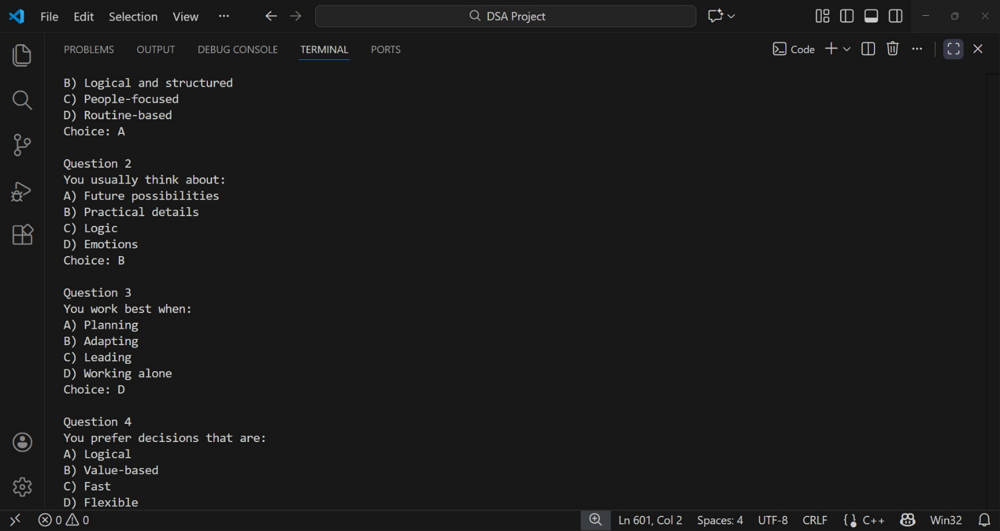 File Edit Selection View ··· DSA Project
PROBLEMS OUTPUT DEBUG CONSOLE TERMINAL PORTS Code
B) Logical and structured
C) People-focused
D) Routine-based
Choice: A
Question 2
You usually think about:
A) Future possibilities
B) Practical details
C) Logic
D) Emotions
Choice: B
Question 3
You work best when:
A) Planning
B) Adapting
C) Leading
D) Working alone
Choice: D
Question 4
You prefer decisions that are:
A) Logical
B) Value-based
C) Fast
D) Flexible
0 0 Ln 601, Col 2 Spaces: 4 UTF-8 CRLF { } C++ Win32